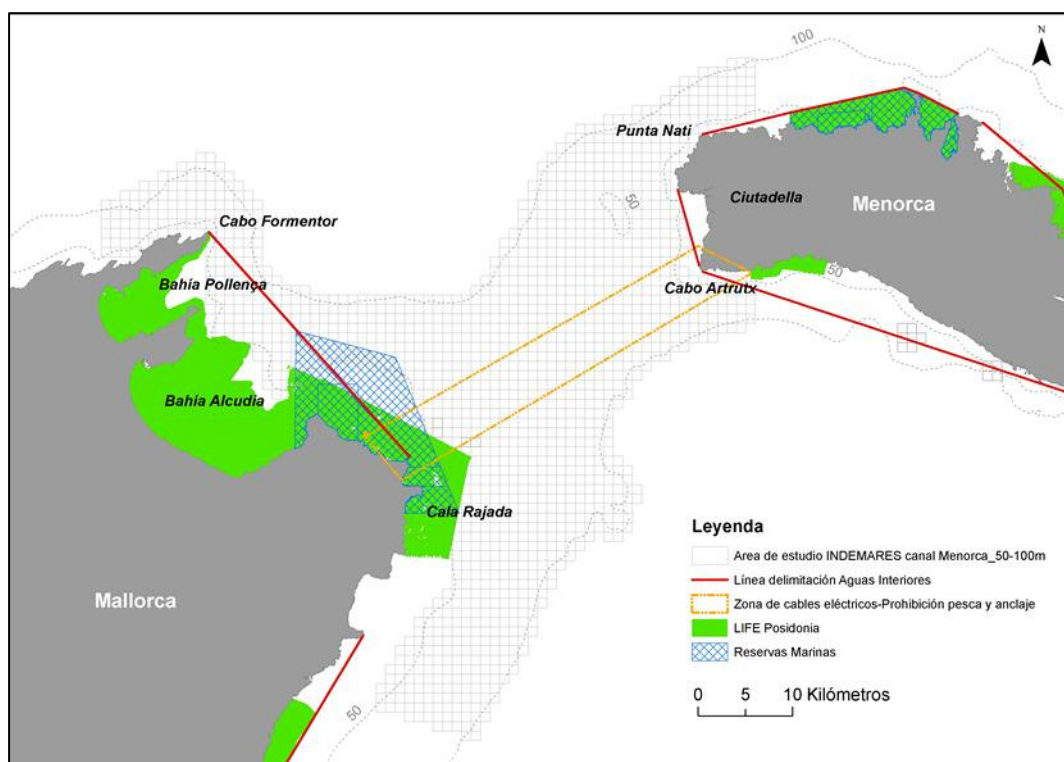 100
N
Punta Nati
50
Ciutadella
Menorca
Cabo Formentor
Bahía Pollença
50
Cabo Artrutx
Bahía Alcudia
Cala Rajada
Mallorca
50
Leyenda
Area de estudio INDEMARES canal Menorca_50-100m
Línea delimitación Aguas Interiores
Zona de cables eléctricos-Prohibición pesca y anclaje
LIFE Posidonia
Reservas Marinas
0 5 10 Kilómetros